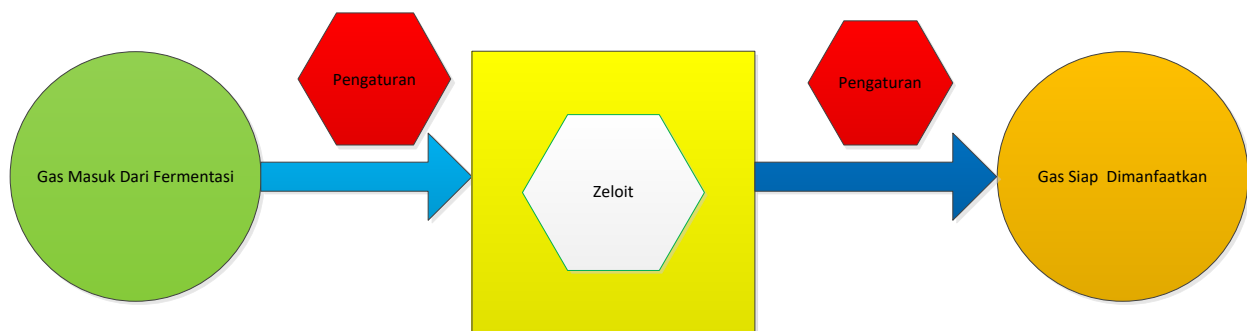 Gas Masuk Dari Fermentasi
Pengaturan
Zeloit
Pengaturan
Gas Siap Dimanfaatkan